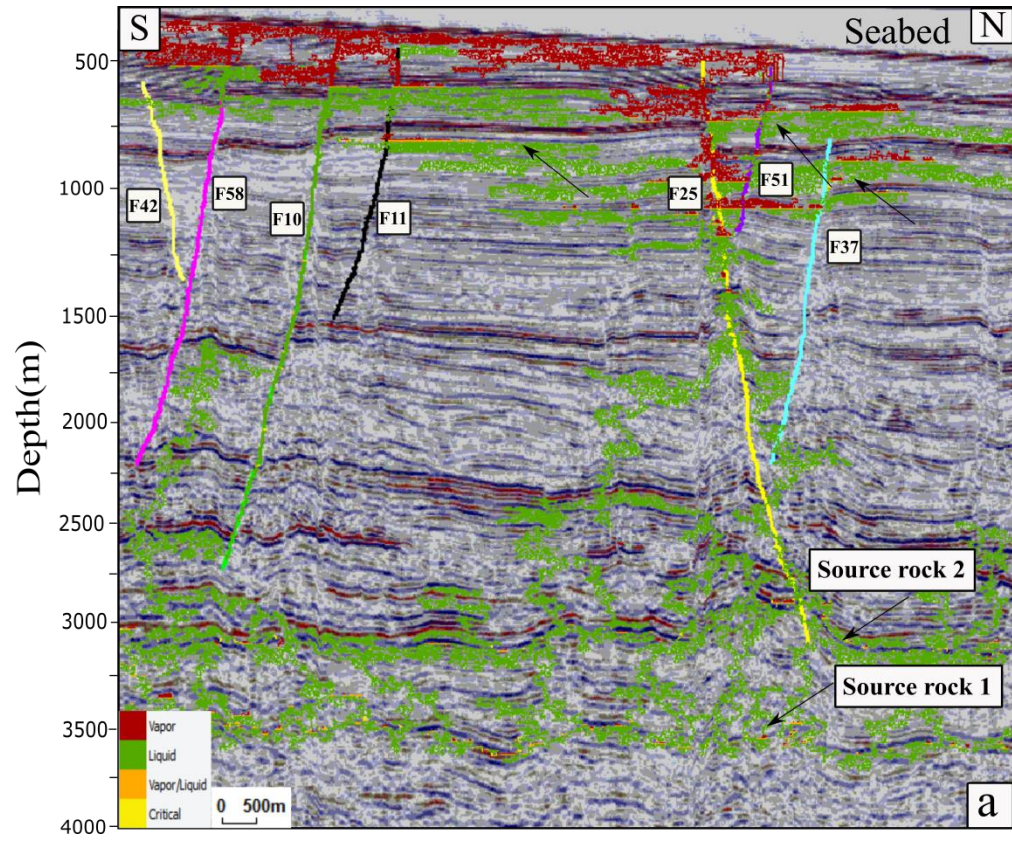 S
Seabed
N
Depth(m)
500
1000
1500
2000
2500
3000
3500
4000
F42
F58
F10
F11
F25
F51
F37
Source rock 2
Source rock 1
Vapor
Liquid
Vapor/Liquid
Critical
0 500m
a